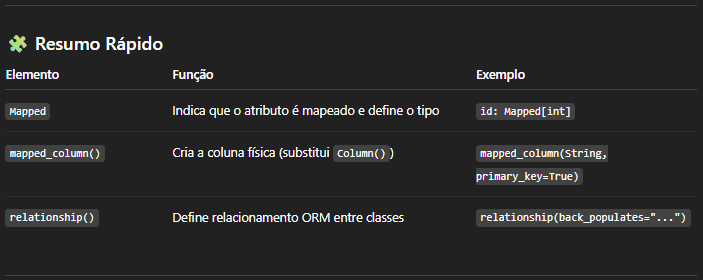 🧩 Resumo Rápido
Elemento Função Exemplo
Mapped Indica que o atributo é mapeado e define o tipo id: Mapped[int]
mapped_column() Cria a coluna física (substitui Column()) mapped_column(String,
primary_key=True)
relationship() Define relacionamento ORM entre classes relationship(back_populates="...")